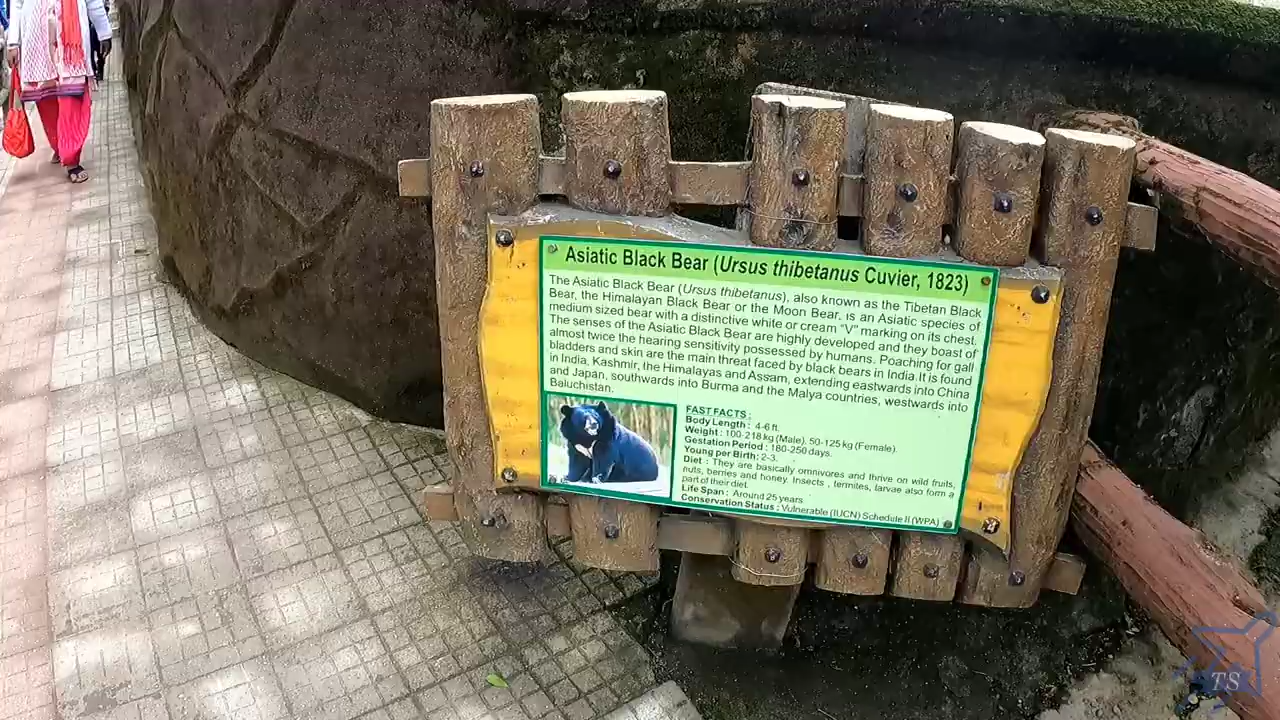 Asiatic Black Bear (Ursus thibetanus Cuvier, 1823)
The Asiatic Black Bear (Ursus thibetanus), also known as the Tibetan Black
Bear, the Himalayan Black Bear or the Moon Bear, is an Asiatic species of
medium sized bear with a distinctive white or cream "V" marking on its chest.
The senses of the Asiatic Black Bear are highly developed and they boast of
almost twice the hearing sensitivity possessed by humans. Poaching for gall
bladders and skin are the main threat faced by black bears in India.It is found
in India, Kashmir, the Himalayas and Assam, extending eastwards into China
and Japan, southwards into Burma and the Malya countries, westwards into
Baluchistan.
FAST FACTS :
Body Length : 4-6 ft.
Weight : 100-218 kg (Male). 50-125 kg (Female).
Gestation Period : 180-250 days.
Young per Birth: 2-3.
Diet : They are basically omnivores and thrive on wild fruits,
nuts, berries and honey. Insects , termites, larvae also form a
part of their diet.
Life Span : Around 25 years
Conservation Status : Vulnerable (IUCN) Schedule II (WPA)
TS